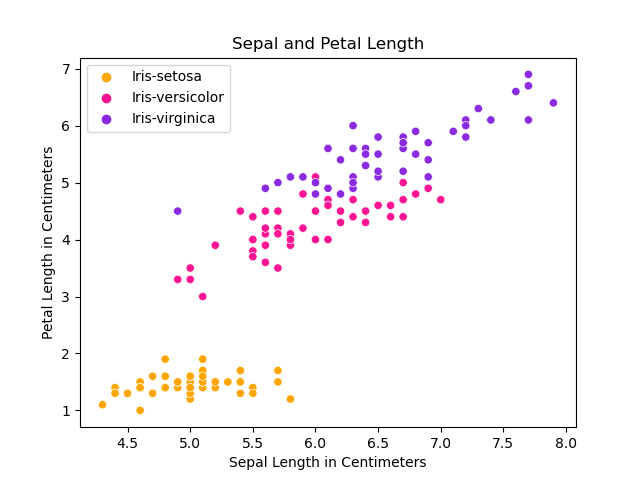 Sepal and Petal Length
Iris-setosa
Iris-versicolor
Iris-virginica
Petal Length in Centimeters
7
6
5
4
3
2
1
4.5 5.0 5.5 6.0 6.5 7.0 7.5 8.0
Sepal Length in Centimeters